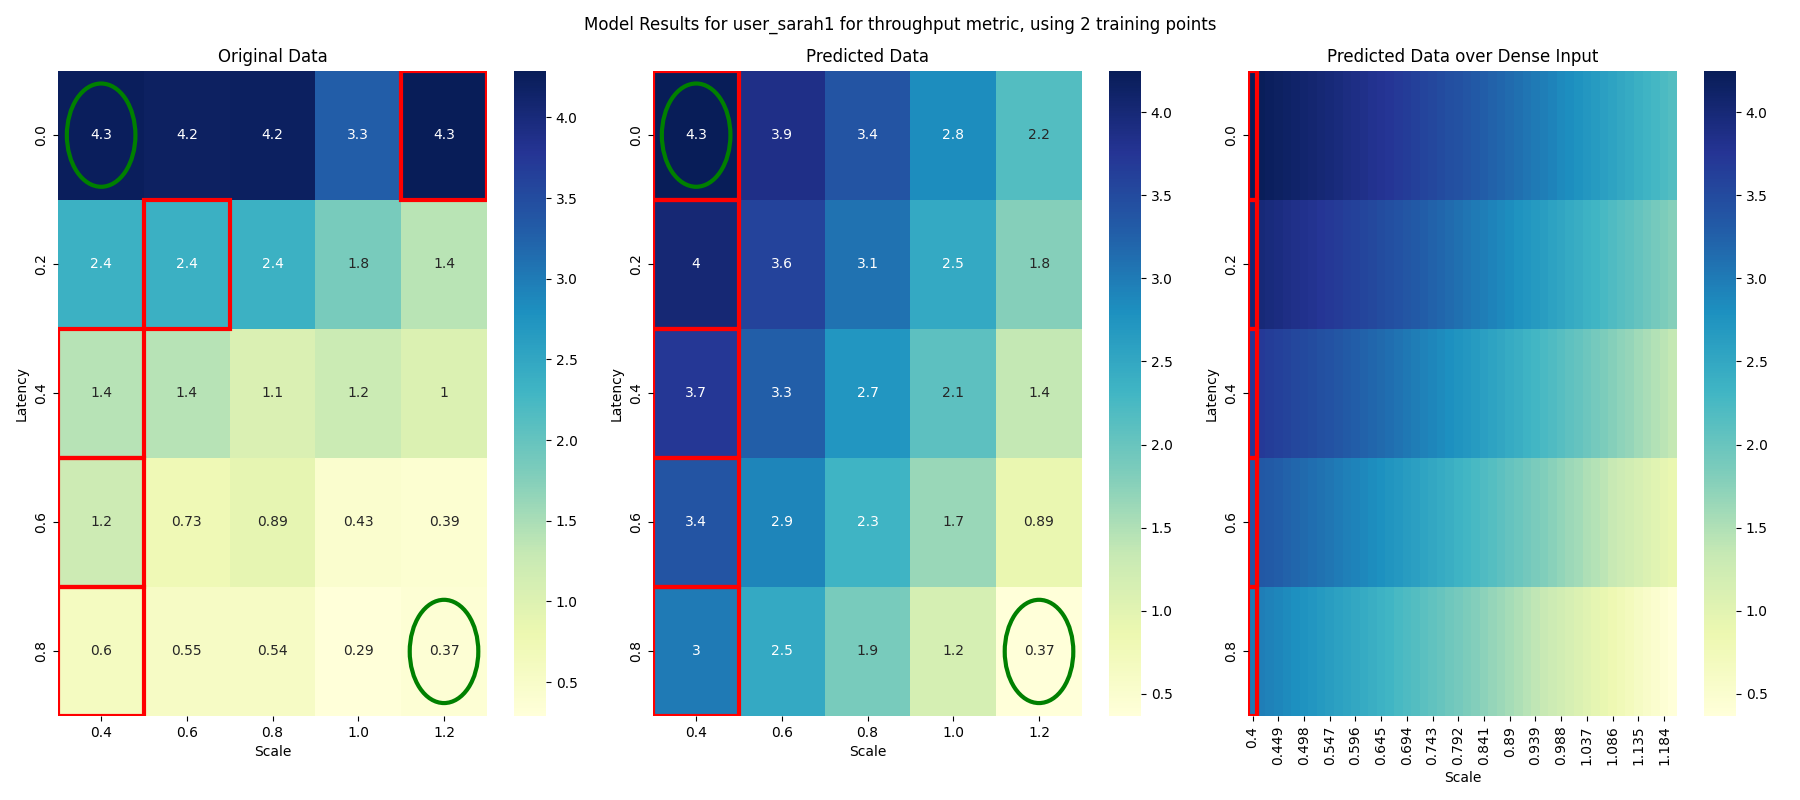 Model Results for user_sarah1 for throughput metric, using 2 training points
Original Data
Latency
0.0 4.3 4.2 4.2 3.3 4.3
0.2 2.4 2.4 2.4 1.8 1.4
0.4 1.4 1.4 1.1 1.2 1
0.6 1.2 0.73 0.89 0.43 0.39
0.8 0.6 0.55 0.54 0.29 0.37
0.4 0.6 0.8 1.0 1.2
Scale
4.0
3.5
3.0
2.5
2.0
1.5
1.0
0.5
Predicted Data
Latency
0.0 4.3 3.9 3.4 2.8 2.2
0.2 4 3.6 3.1 2.5 1.8
0.4 3.7 3.3 2.7 2.1 1.4
0.6 3.4 2.9 2.3 1.7 0.89
0.8 3 2.5 1.9 1.2 0.37
0.4 0.6 0.8 1.0 1.2
Scale
4.0
3.5
3.0
2.5
2.0
1.5
1.0
0.5
Predicted Data over Dense Input
Latency
0.0
0.2
0.4
0.6
0.8
0.4 0.449 0.498 0.547 0.596 0.645 0.694 0.743 0.792 0.841 0.89 0.939 0.988 1.037 1.086 1.135 1.184
Scale
4.0
3.5
3.0
2.5
2.0
1.5
1.0
0.5